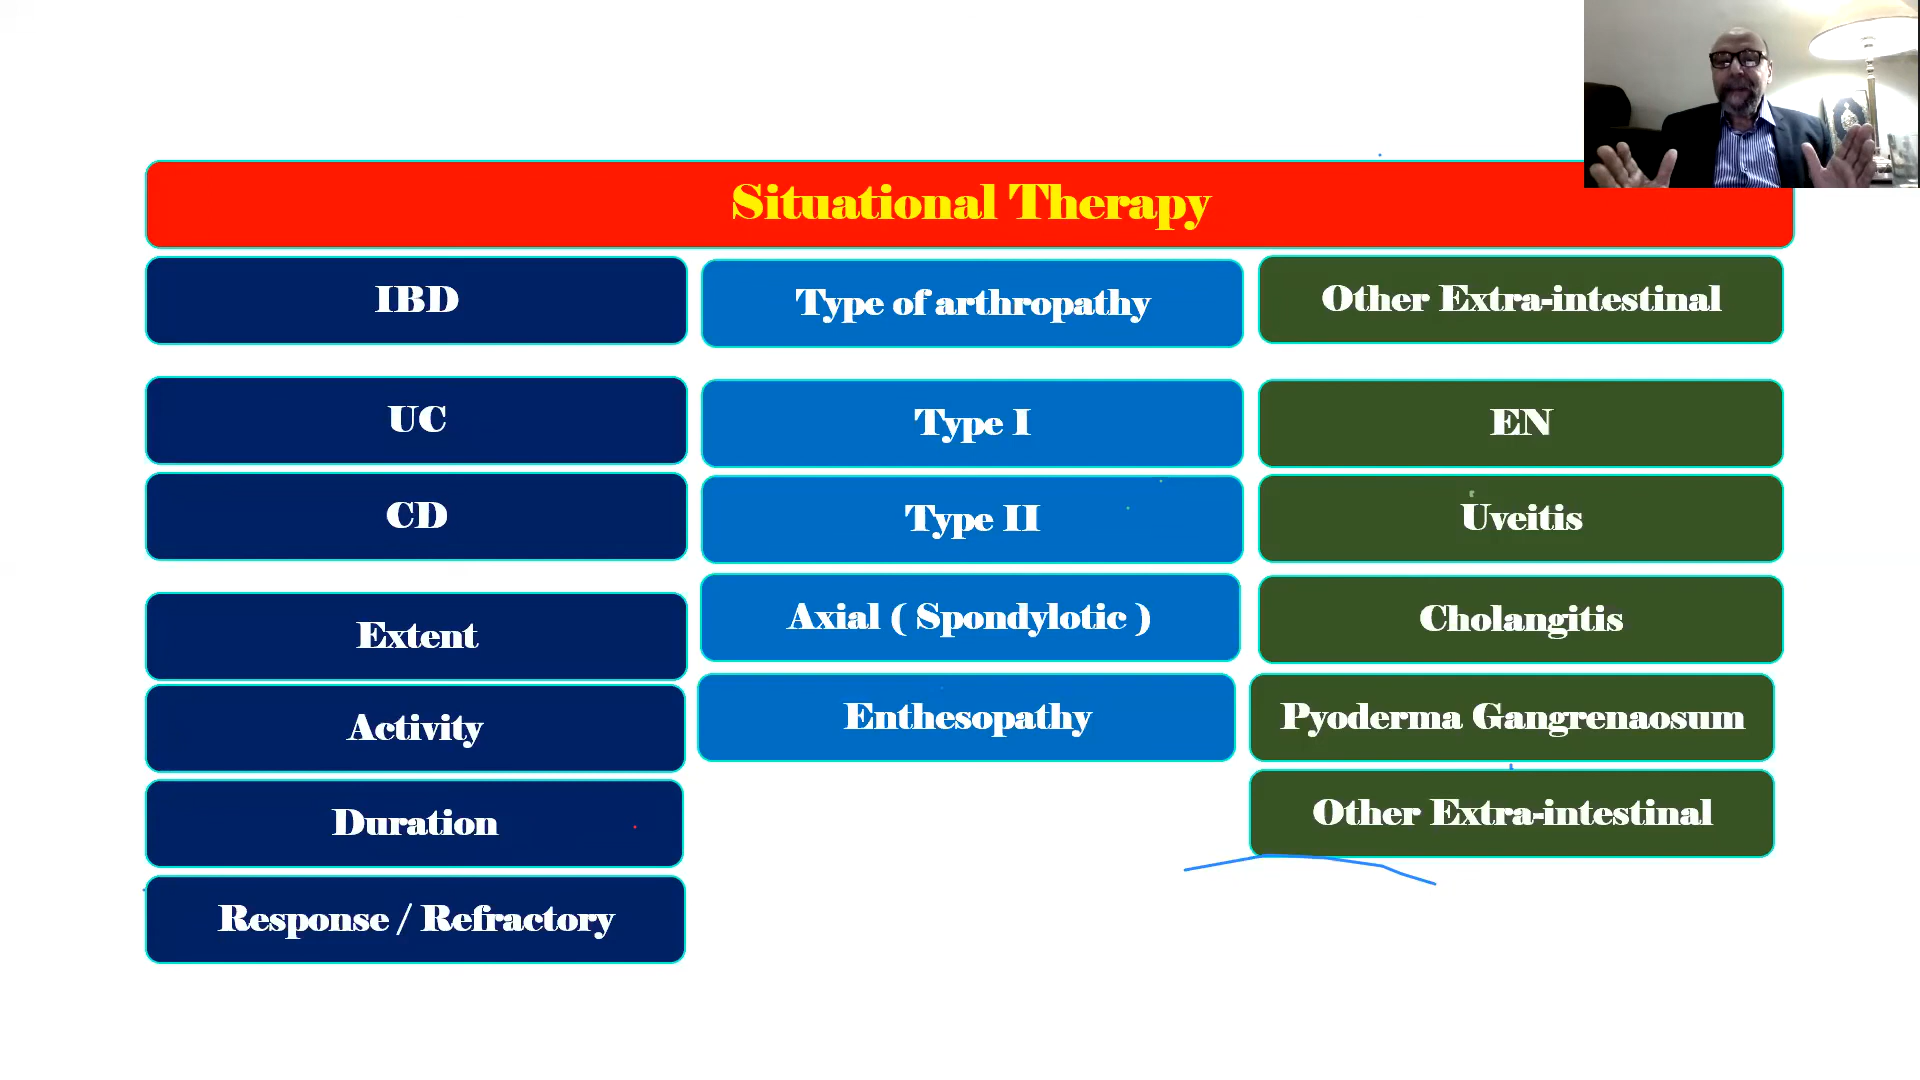 Situational Therapy
IBD
Type of arthropathy
Other Extra-intestinal
UC
Type I
EN
CD
Type II
Uveitis
Extent
Axial ( Spondylotic )
Cholangitis
Activity
Enthesopathy
Pyoderma Gangrenaosum
Duration
Other Extra-intestinal
Response / Refractory